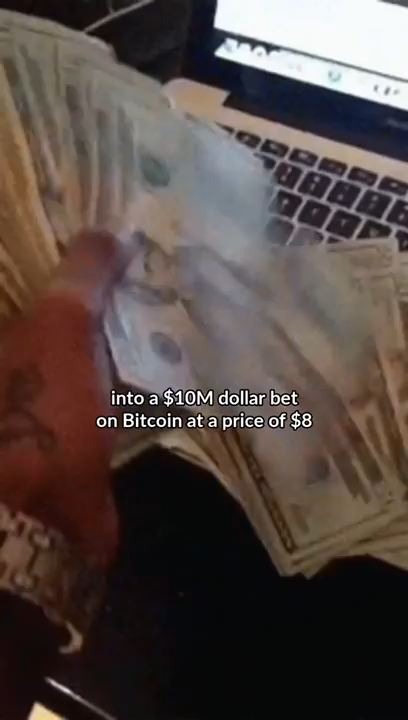 into a $10M dollar bet
on Bitcoin at a price of $8